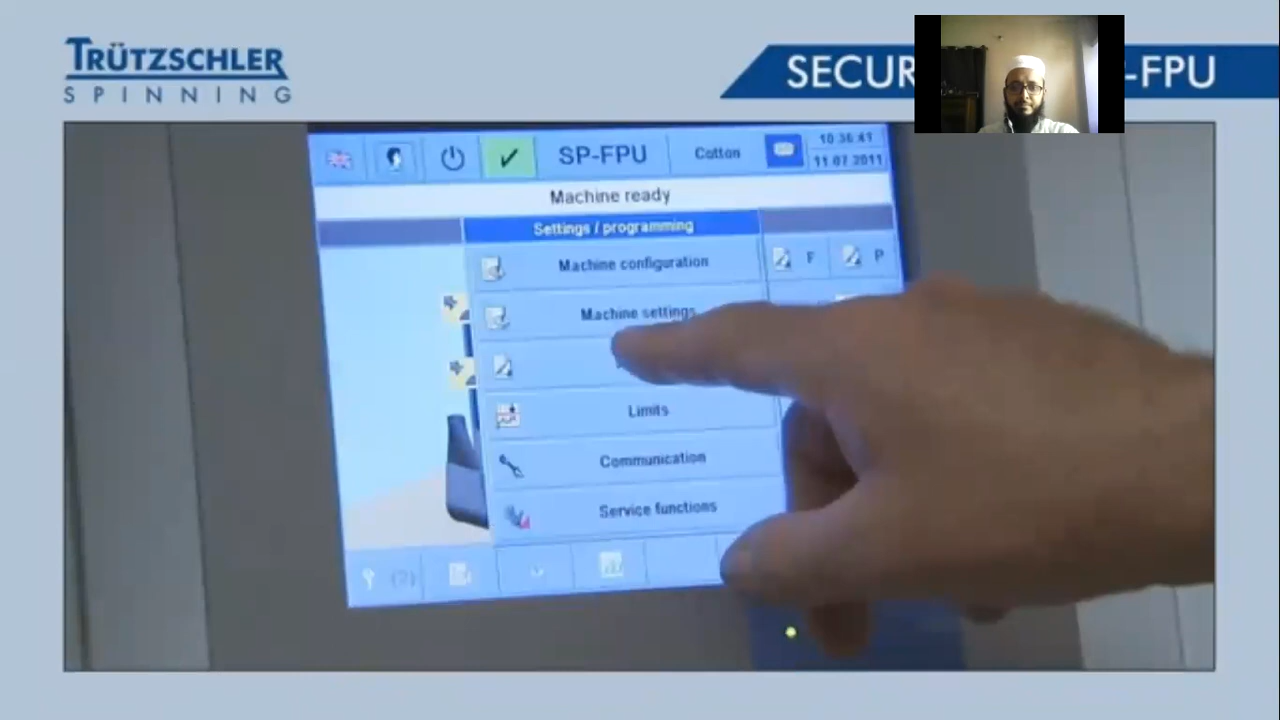 TRÜTZSCHLER
SPINNING
SECUR
-FPU
SP-FPU
Cotton
10:36:41
11 07 2011
Machine ready
Settings / programming
Machine configuration
F
P
Machine settings
Limits
Communication
Service functions